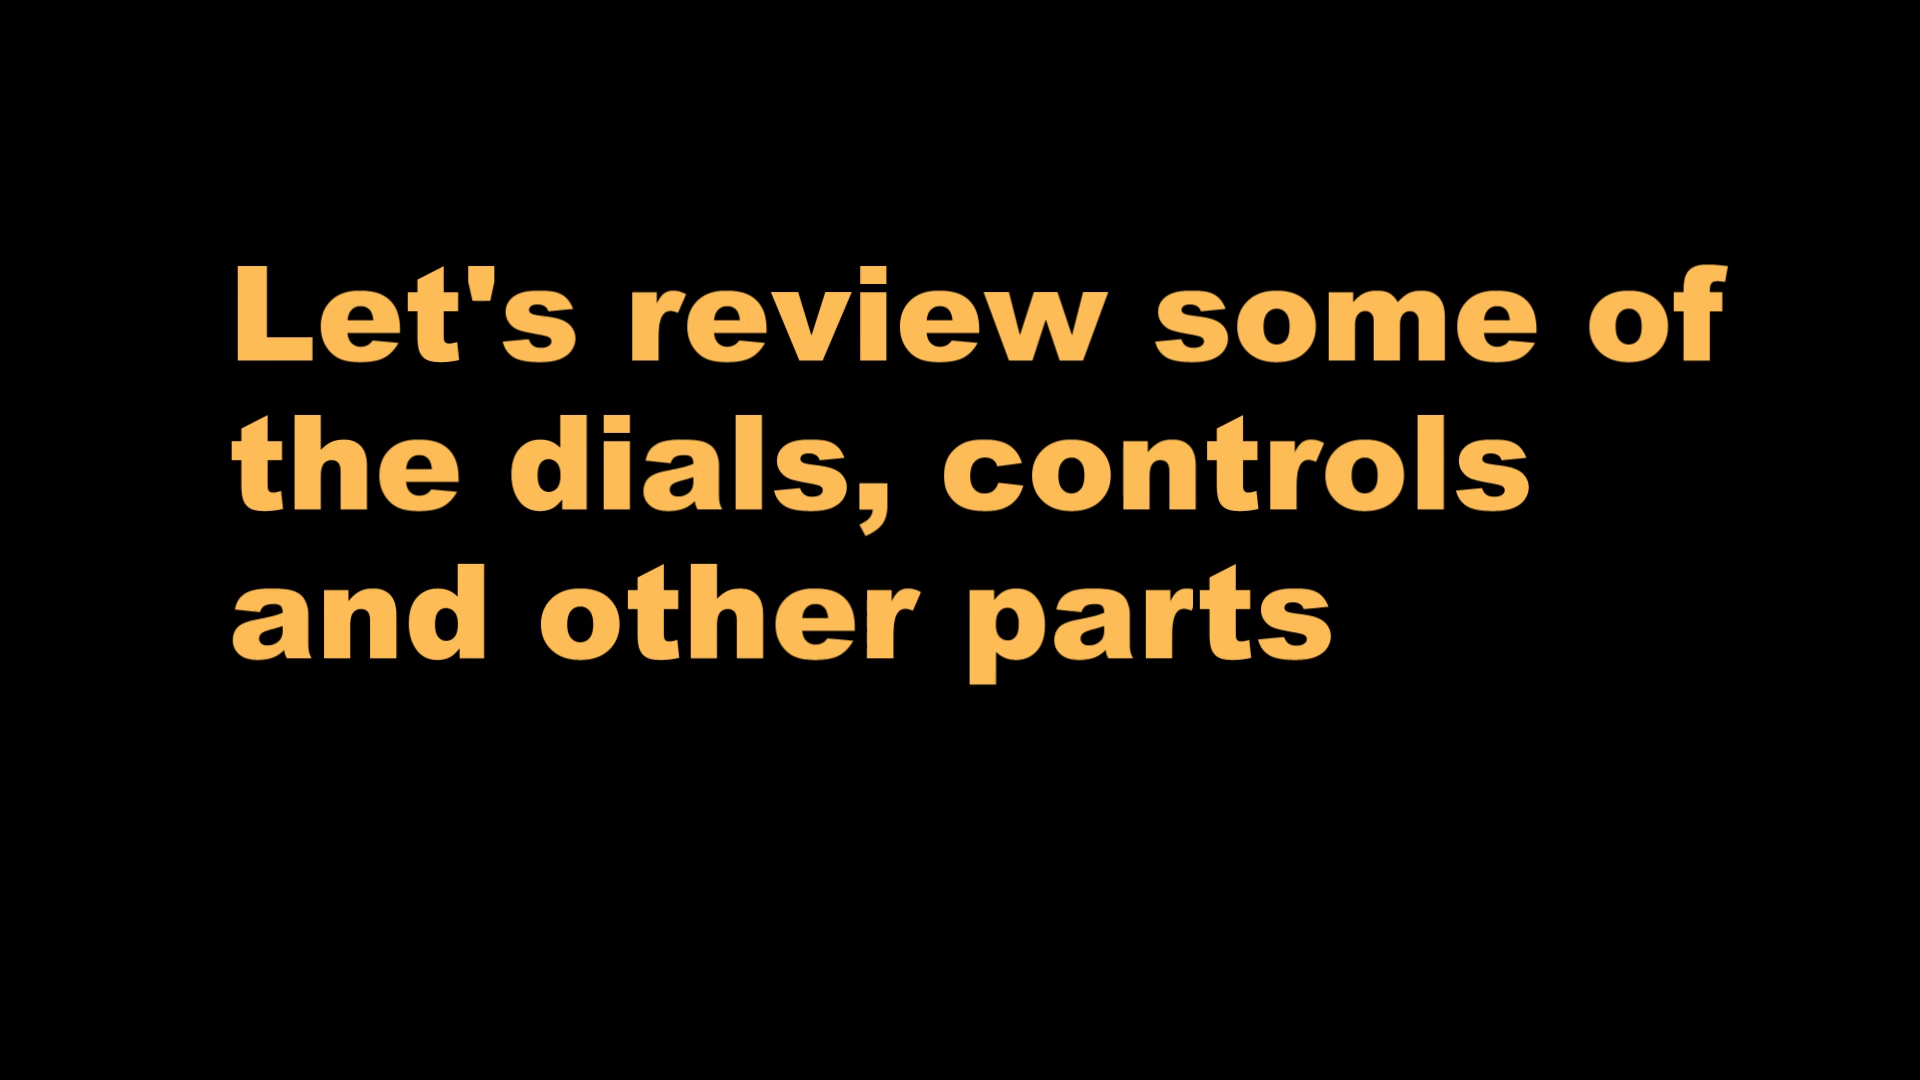 Let's review some of
the dials, controls
and other parts